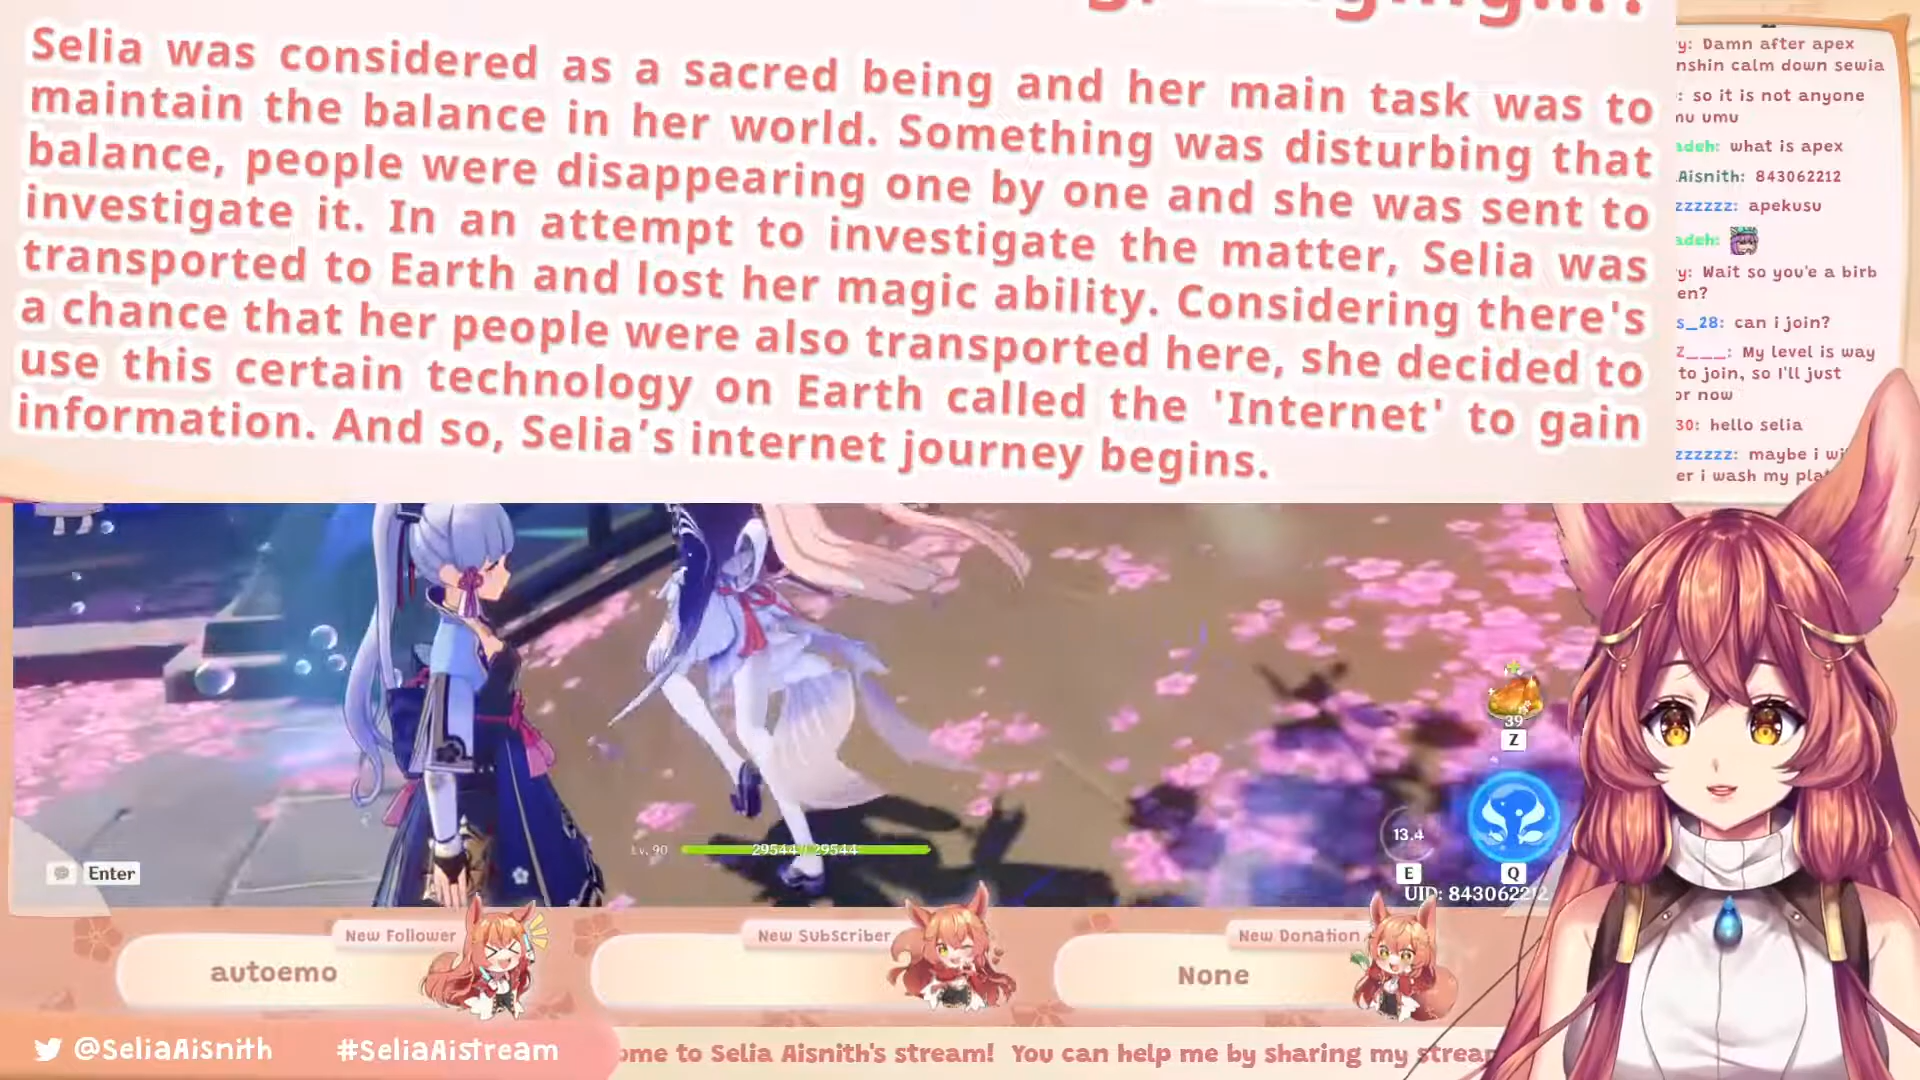 Selia was considered as a sacred being and her main task was to
maintain the balance in her world. Something was disturbing that
balance, people were disappearing one by one and she was sent to
investigate it. In an attempt to investigate the matter, Selia was
transported to Earth and lost her magic ability. Considering there's
a chance that her people were also transported here, she decided to
use this certain technology on Earth called the 'Internet' to gain
information. And so, Selia's internet journey begins.
y: Damn after apex
nshin calm down sewia
: so it is not anyone
mu umu
adeh: what is apex
Aisnith: 843062212
zzzzzz: apekusu
adeh:
y: Wait so you'e a birb
en?
s_28: can i join?
Z___: My level is way
to join, so I'll just
or now
30: hello selia
zzzzzz: maybe i wi
er i wash my pla
39
Z
Lv. 90
29544 / 29544
13.4
E
Q
Enter
UID: 843062212
New Follower
autoemo
New Subscriber
New Donation
None
@SeliaAisnith
#SeliaAistream
ome to Selia Aisnith's stream! You can help me by sharing my strea